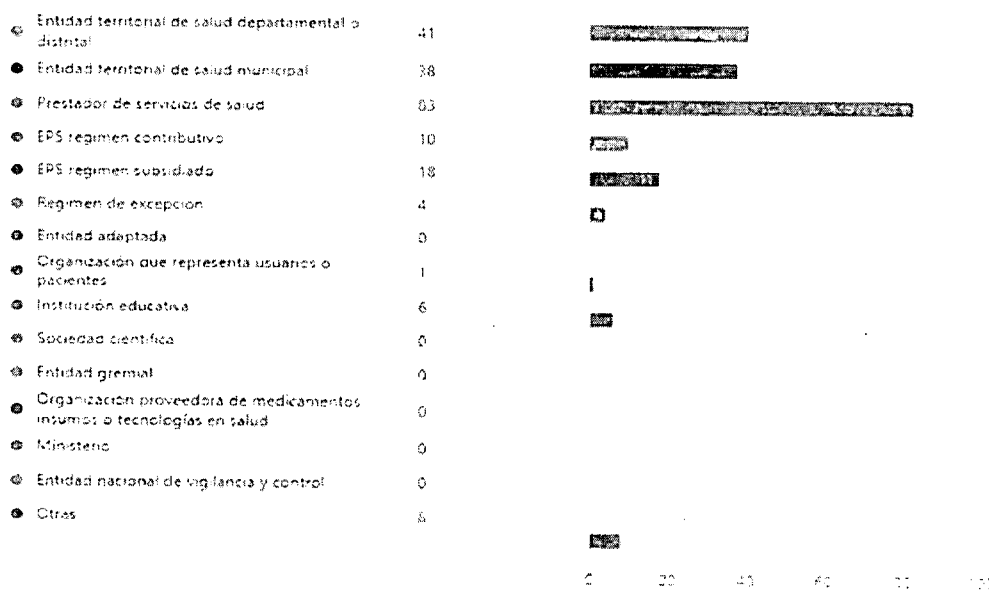 Entidad territorial de salud departamental o
distrital 41
Entidad territorial de salud municipal 38
Prestador de servicios de salud 83
EPS regimen contributivo 10
EPS regimen subsidiado 18
Regimen de excepcion 4
Entidad adaptada 0
Organización que representa usuarios o
pacientes 1
Institución educativa 6
Sociedad cientifica 0
Entidad gremial 0
Organización proveedora de medicamentos
insumos o tecnologías en salud 0
Ministerio 0
Entidad nacional de vigilancia y control 0
Otras
0 20 40 60